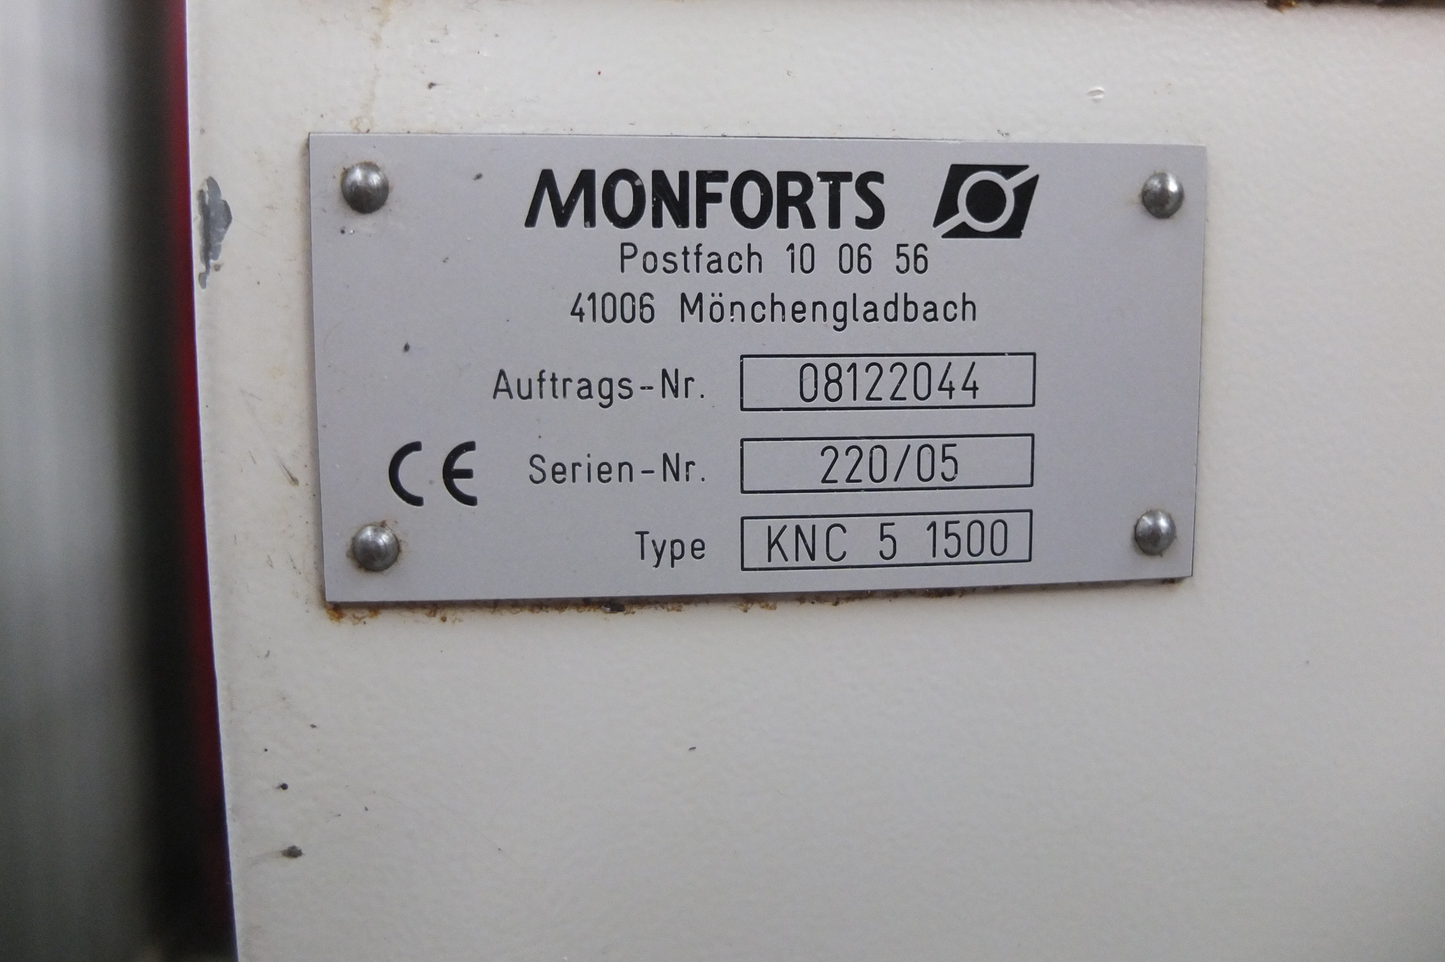 MONFORTS
Postfach 10 06 56
41006 Mönchengladbach
Auftrags-Nr. 08122044
CE Serien-Nr. 220/05
Type KNC 5 1500